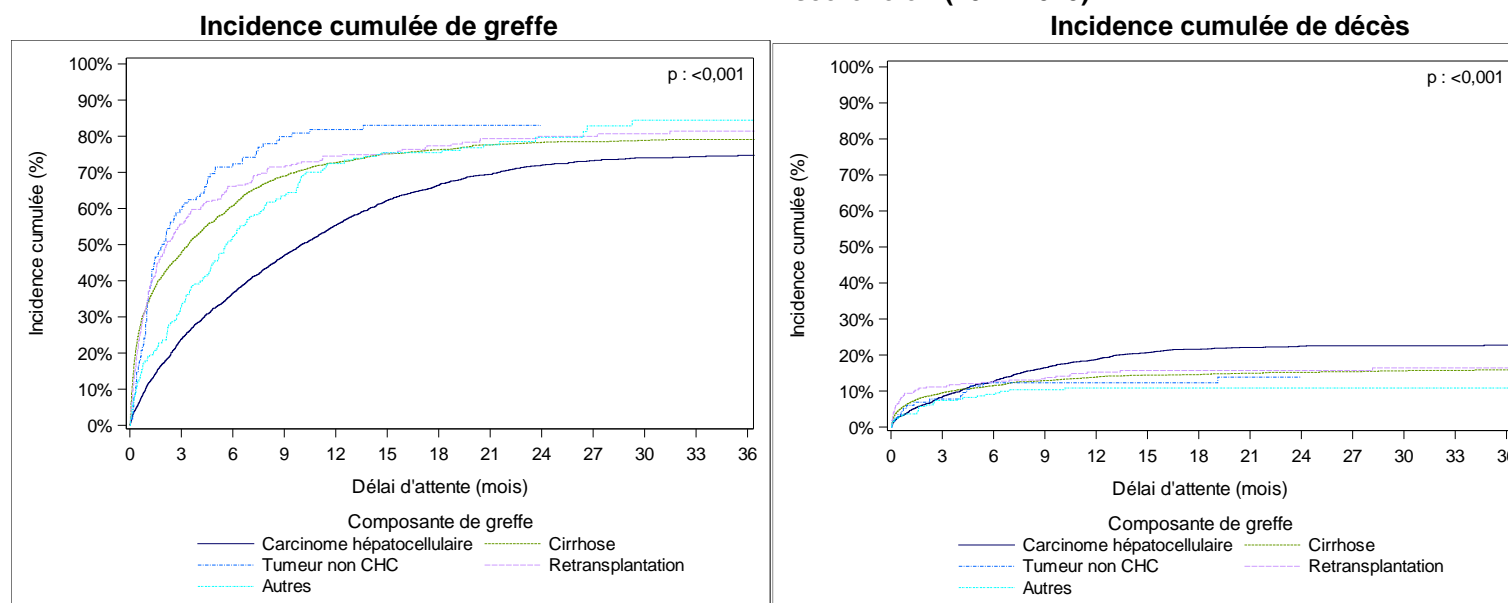 Incidence cumulée de greffe
p : <0,001
Incidence cumulée (%)
100%
90%
80%
70%
60%
50%
40%
30%
20%
10%
0%
0 3 6 9 12 15 18 21 24 27 30 33 36
Délai d'attente (mois)
Composante de greffe
Carcinome hépatocellulaire Cirrhose
Tumeur non CHC Retransplantation
Autres
Incidence cumulée de décès
p : <0,001
Incidence cumulée (%)
100%
90%
80%
70%
60%
50%
40%
30%
20%
10%
0%
0 3 6 9 12 15 18 21 24 27 30 33
Délai d'attente (mois)
Composante de greffe
Carcinome hépatocellulaire Cirrhose
Tumeur non CHC Retransplantation
Autres